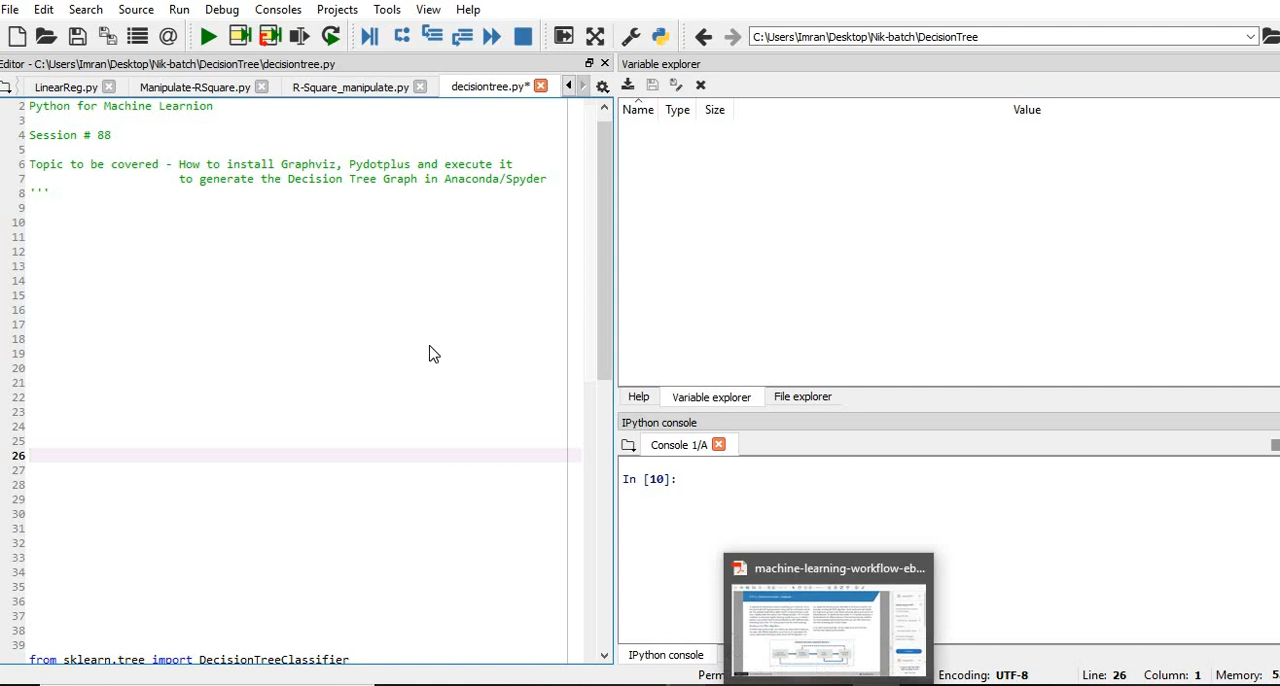 File Edit Search Source Run Debug Consoles Projects Tools View Help
C:\Users\Imran\Desktop\Nik-batch\DecisionTree
Editor - C:\Users\Imran\Desktop\Nik-batch\DecisionTree\decisiontree.py
Variable explorer
LinearReg.py Manipulate-RSquare.py R-Square_manipulate.py decisiontree.py*
Name Type Size Value
2 Python for Machine Learnion
3
4 Session # 88
5
6 Topic to be covered - How to install Graphviz, Pydotplus and execute it
7 to generate the Decision Tree Graph in Anaconda/Spyder
8 '''
9
10
11
12
13
14
15
16
17
18
19
20
21
22
23
24
25
26
27
28
29
30
31
32
33
34
35
36
37
38
39
from sklearn.tree import DecisionTreeClassifier
Help Variable explorer File explorer
IPython console
Console 1/A
In [10]:
machine-learning-workflow-eb...
IPython console
Perm
Encoding: UTF-8 Line: 26 Column: 1 Memory: 5